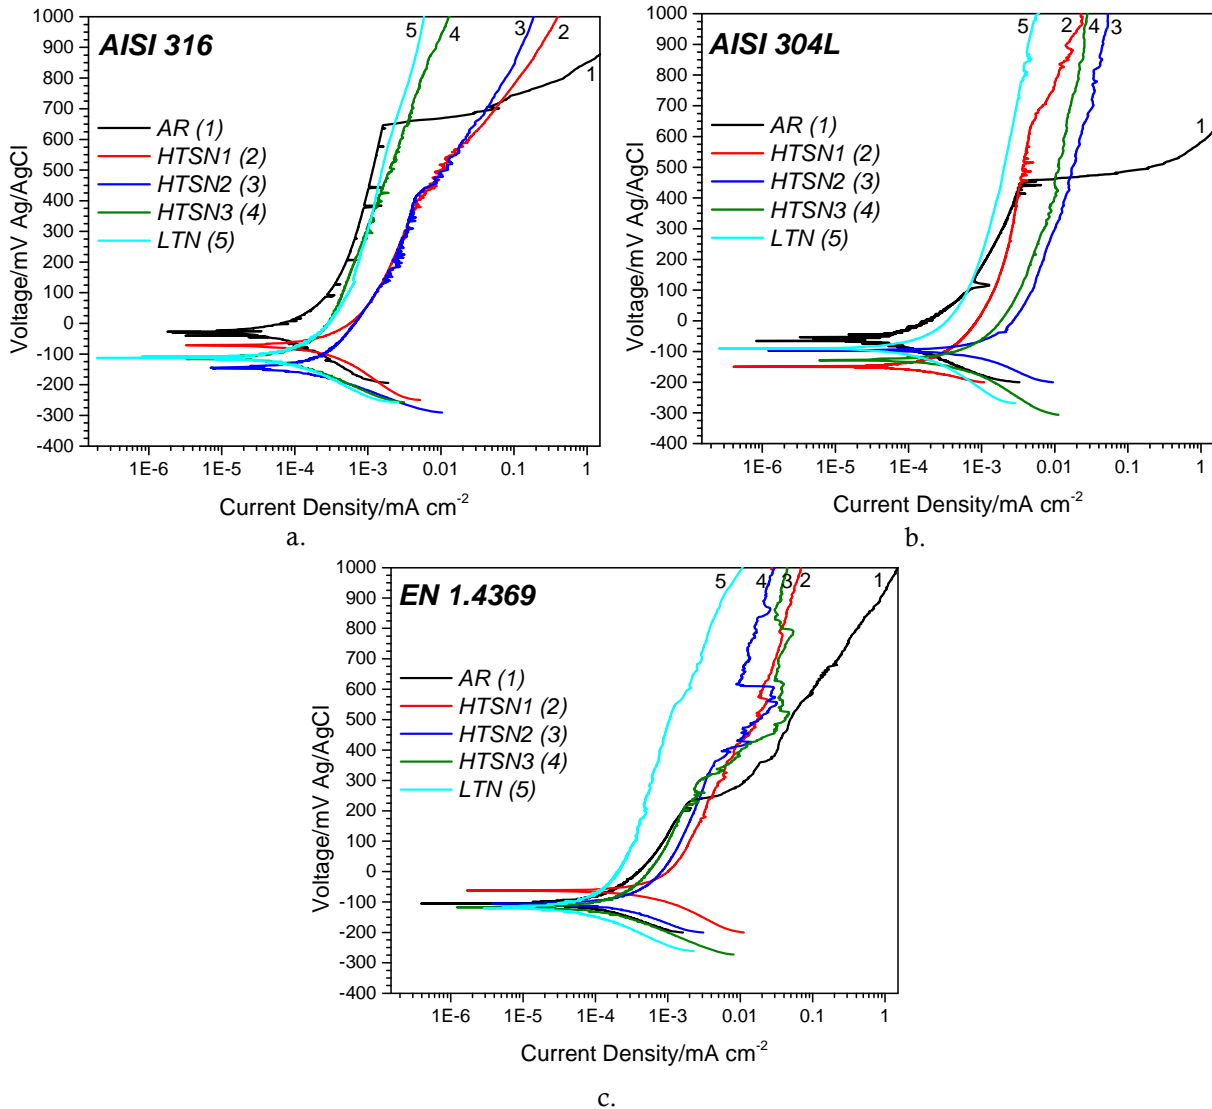 AISI 316
AR (1)
HTSN1 (2)
HTSN2 (3)
HTSN3 (4)
LTN (5)
5
4
3
2
1
1000
900
800
700
600
500
400
300
200
100
0
-100
-200
-300
-400
Voltage/mV Ag/AgCl
1E-6
1E-5
1E-4
1E-3
0.01
0.1
1
Current Density/mA cm-2
a.
AISI 304L
AR (1)
HTSN1 (2)
HTSN2 (3)
HTSN3 (4)
LTN (5)
5
2
4
3
1
1000
900
800
700
600
500
400
300
200
100
0
-100
-200
-300
-400
Voltage/mV Ag/AgCl
1E-6
1E-5
1E-4
1E-3
0.01
0.1
1
Current Density/mA cm-2
b.
EN 1.4369
AR (1)
HTSN1 (2)
HTSN2 (3)
HTSN3 (4)
LTN (5)
5
4
3
2
1
1000
900
800
700
600
500
400
300
200
100
0
-100
-200
-300
-400
Voltage/mV Ag/AgCl
1E-6
1E-5
1E-4
1E-3
0.01
0.1
1
Current Density/mA cm-2
c.